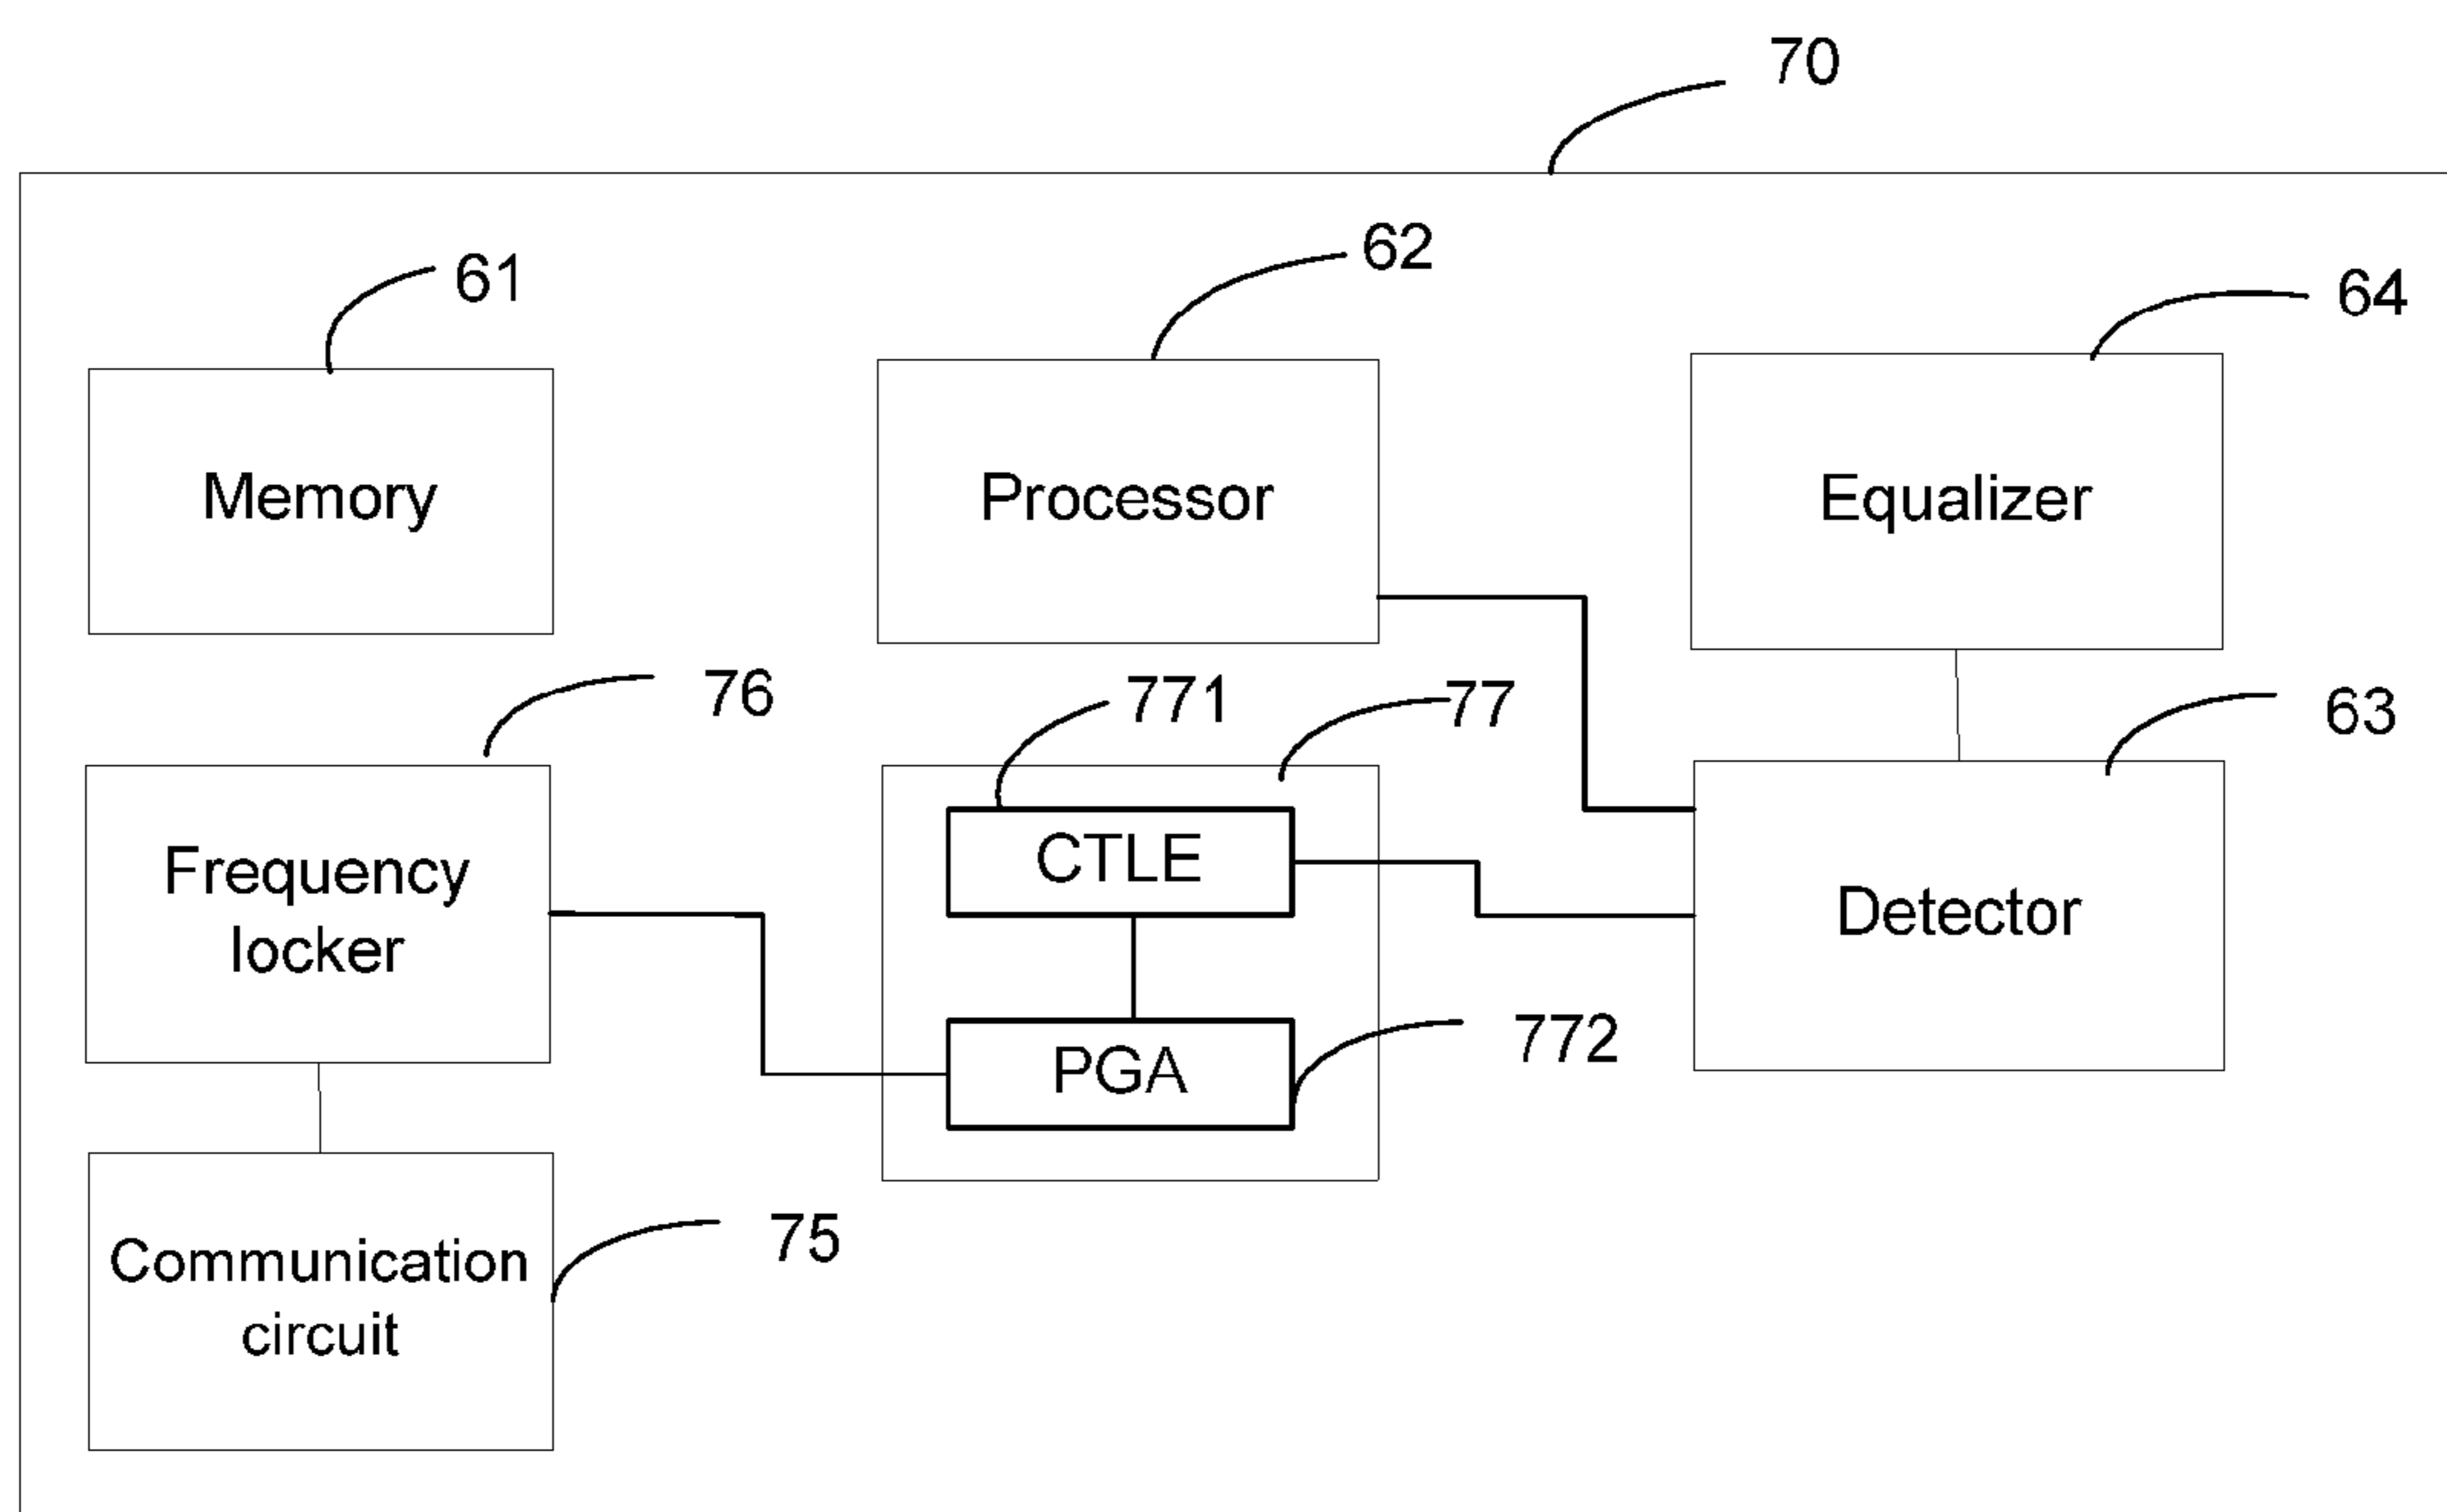 70
61
62
64
Memory
Processor
Equalizer
76
771
77
63
Frequency
locker
CTLE
Detector
PGA
772
75
Communication
circuit